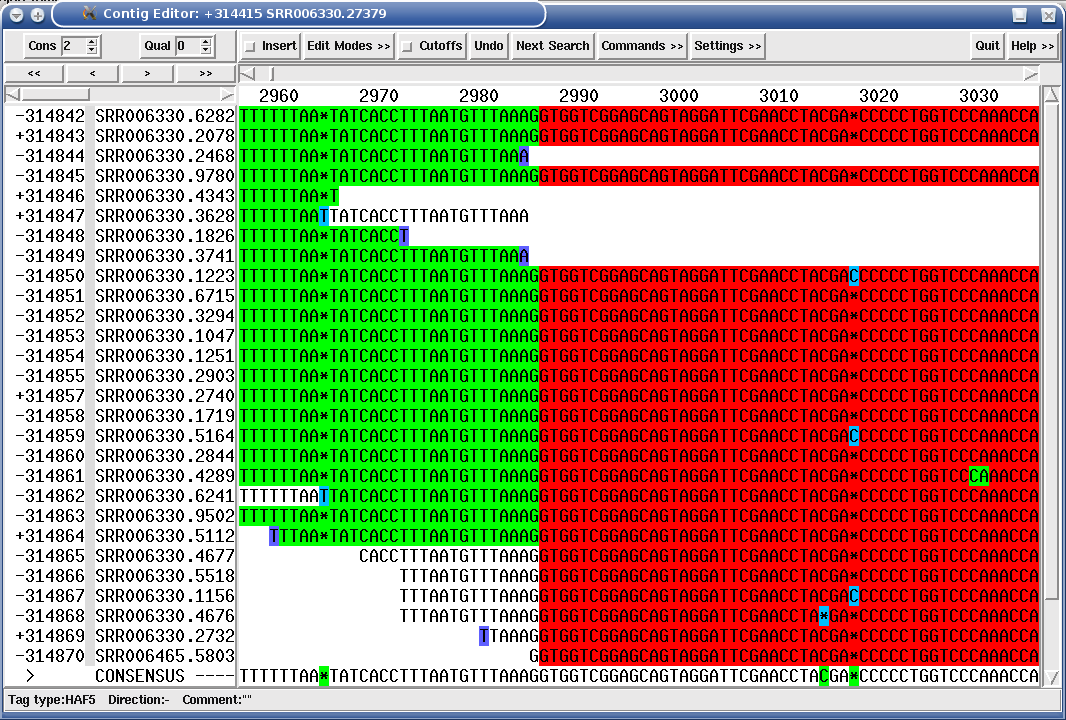 Contig Editor: +314415 SRR006330.27379
Cons 2 Qual 0 Insert Edit Modes >> Cutoffs Undo Next Search Commands >> Settings >> Quit Help >>
<< < > >>
2960 2970 2980 2990 3000 3010 3020 3030
-314842 SRR006330.6282 TTTTTTAA*TATCACCTTTAATGTTTAAAGGTGGTCGGAGCAGTAGGATTCGAACCTACGA*CCCCCTGGTCCCAAACCA
+314843 SRR006330.2078 TTTTTTAA*TATCACCTTTAATGTTTAAAGGTGGTCGGAGCAGTAGGATTCGAACCTACGA*CCCCCTGGTCCCAAACCA
-314844 SRR006330.2468 TTTTTTAA*TATCACCTTTAATGTTTAAA
-314845 SRR006330.9780 TTTTTTAA*TATCACCTTTAATGTTTAAAGGTGGTCGGAGCAGTAGGATTCGAACCTACGA*CCCCCTGGTCCCAAACCA
+314846 SRR006330.4343 TTTTTTAA*T
+314847 SRR006330.3628 TTTTTTAATTATCACCTTTAATGTTTAAA
-314848 SRR006330.1826 TTTTTTAA*TATCACCT
-314849 SRR006330.3741 TTTTTTAA*TATCACCTTTAATGTTTAAA
-314850 SRR006330.1223 TTTTTTAA*TATCACCTTTAATGTTTAAAGGTGGTCGGAGCAGTAGGATTCGAACCTACGACCCCCCTGGTCCCAAACCA
-314851 SRR006330.6715 TTTTTTAA*TATCACCTTTAATGTTTAAAGGTGGTCGGAGCAGTAGGATTCGAACCTACGA*CCCCCTGGTCCCAAACCA
-314852 SRR006330.3294 TTTTTTAA*TATCACCTTTAATGTTTAAAGGTGGTCGGAGCAGTAGGATTCGAACCTACGA*CCCCCTGGTCCCAAACCA
-314853 SRR006330.1047 TTTTTTAA*TATCACCTTTAATGTTTAAAGGTGGTCGGAGCAGTAGGATTCGAACCTACGA*CCCCCTGGTCCCAAACCA
-314854 SRR006330.1251 TTTTTTAA*TATCACCTTTAATGTTTAAAGGTGGTCGGAGCAGTAGGATTCGAACCTACGA*CCCCCTGGTCCCAAACCA
-314855 SRR006330.2903 TTTTTTAA*TATCACCTTTAATGTTTAAAGGTGGTCGGAGCAGTAGGATTCGAACCTACGA*CCCCCTGGTCCCAAACCA
+314857 SRR006330.2740 TTTTTTAA*TATCACCTTTAATGTTTAAAGGTGGTCGGAGCAGTAGGATTCGAACCTACGA*CCCCCTGGTCCCAAACCA
-314858 SRR006330.1719 TTTTTTAA*TATCACCTTTAATGTTTAAAGGTGGTCGGAGCAGTAGGATTCGAACCTACGA*CCCCCTGGTCCCAAACCA
-314859 SRR006330.5164 TTTTTTAA*TATCACCTTTAATGTTTAAAGGTGGTCGGAGCAGTAGGATTCGAACCTACGACCCCCCTGGTCCCAAACCA
-314860 SRR006330.2844 TTTTTTAA*TATCACCTTTAATGTTTAAAGGTGGTCGGAGCAGTAGGATTCGAACCTACGA*CCCCCTGGTCCCAAACCA
-314861 SRR006330.4289 TTTTTTAA*TATCACCTTTAATGTTTAAAGGTGGTCGGAGCAGTAGGATTCGAACCTACGA*CCCCCTGGTCCCAAACCA
-314862 SRR006330.6241 TTTTTTAATTATCACCTTTAATGTTTAAAGGTGGTCGGAGCAGTAGGATTCGAACCTACGA*CCCCCTGGTCCCAAACCA
-314863 SRR006330.9502 TTTTTTAA*TATCACCTTTAATGTTTAAAGGTGGTCGGAGCAGTAGGATTCGAACCTACGA*CCCCCTGGTCCCAAACCA
+314864 SRR006330.5112 TTTAA*TATCACCTTTAATGTTTAAAGGTGGTCGGAGCAGTAGGATTCGAACCTACGA*CCCCCTGGTCCCAAACCA
-314865 SRR006330.4677 CACCTTTAATGTTTAAAGGTGGTCGGAGCAGTAGGATTCGAACCTACGA*CCCCCTGGTCCCAAACCA
-314866 SRR006330.5518 TTTAATGTTTAAAGGTGGTCGGAGCAGTAGGATTCGAACCTACGA*CCCCCTGGTCCCAAACCA
-314867 SRR006330.1156 TTTAATGTTTAAAGGTGGTCGGAGCAGTAGGATTCGAACCTACGACCCCCCTGGTCCCAAACCA
-314868 SRR006330.4676 TTTAATGTTTAAAGGTGGTCGGAGCAGTAGGATTCGAACCTA*GA*CCCCCTGGTCCCAAACCA
+314869 SRR006330.2732 TTAAAGGTGGTCGGAGCAGTAGGATTCGAACCTACGA*CCCCCTGGTCCCAAACCA
-314870 SRR006465.5803 GGTGGTCGGAGCAGTAGGATTCGAACCTACGA*CCCCCTGGTCCCAAACCA
> CONSENSUS ---- TTTTTTAA*TATCACCTTTAATGTTTAAAGGTGGTCGGAGCAGTAGGATTCGAACCTACGA*CCCCCTGGTCCCAAACCA
Tag type:HAF5 Direction:- Comment:""